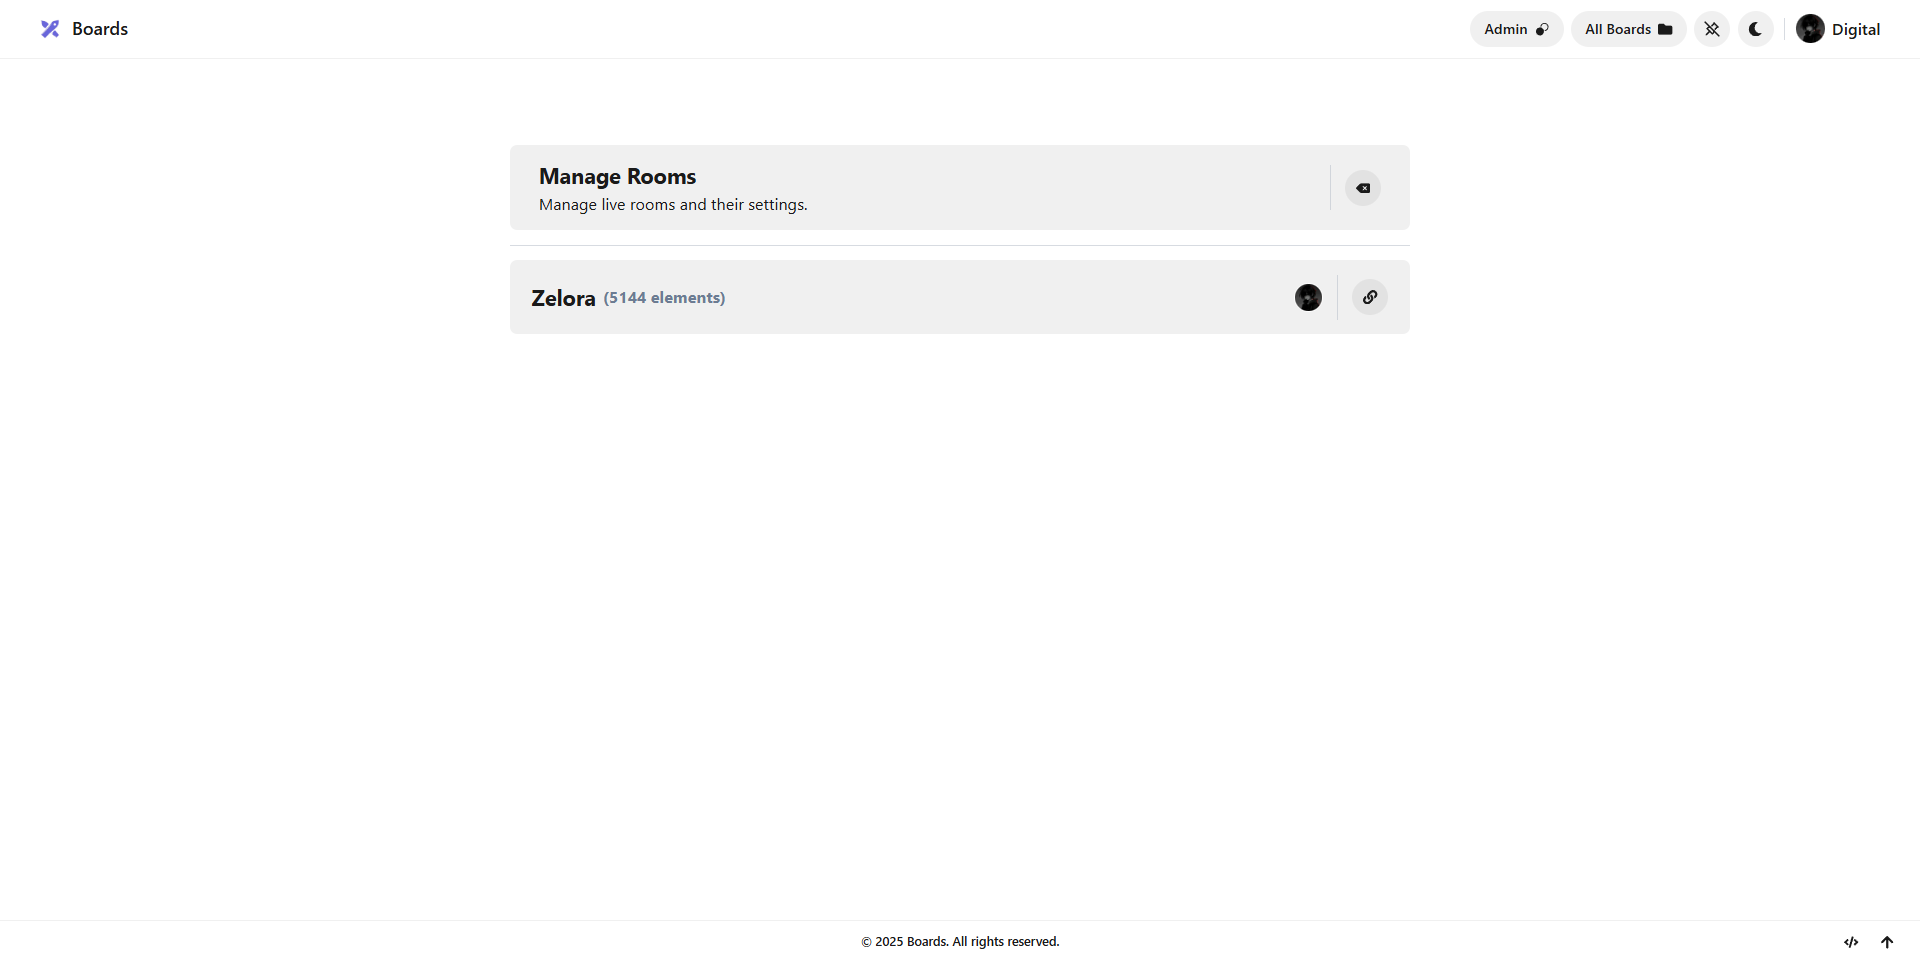 Boards
Admin
All Boards
Digital
Manage Rooms
Manage live rooms and their settings.
Zelora (5144 elements)
© 2025 Boards. All rights reserved.